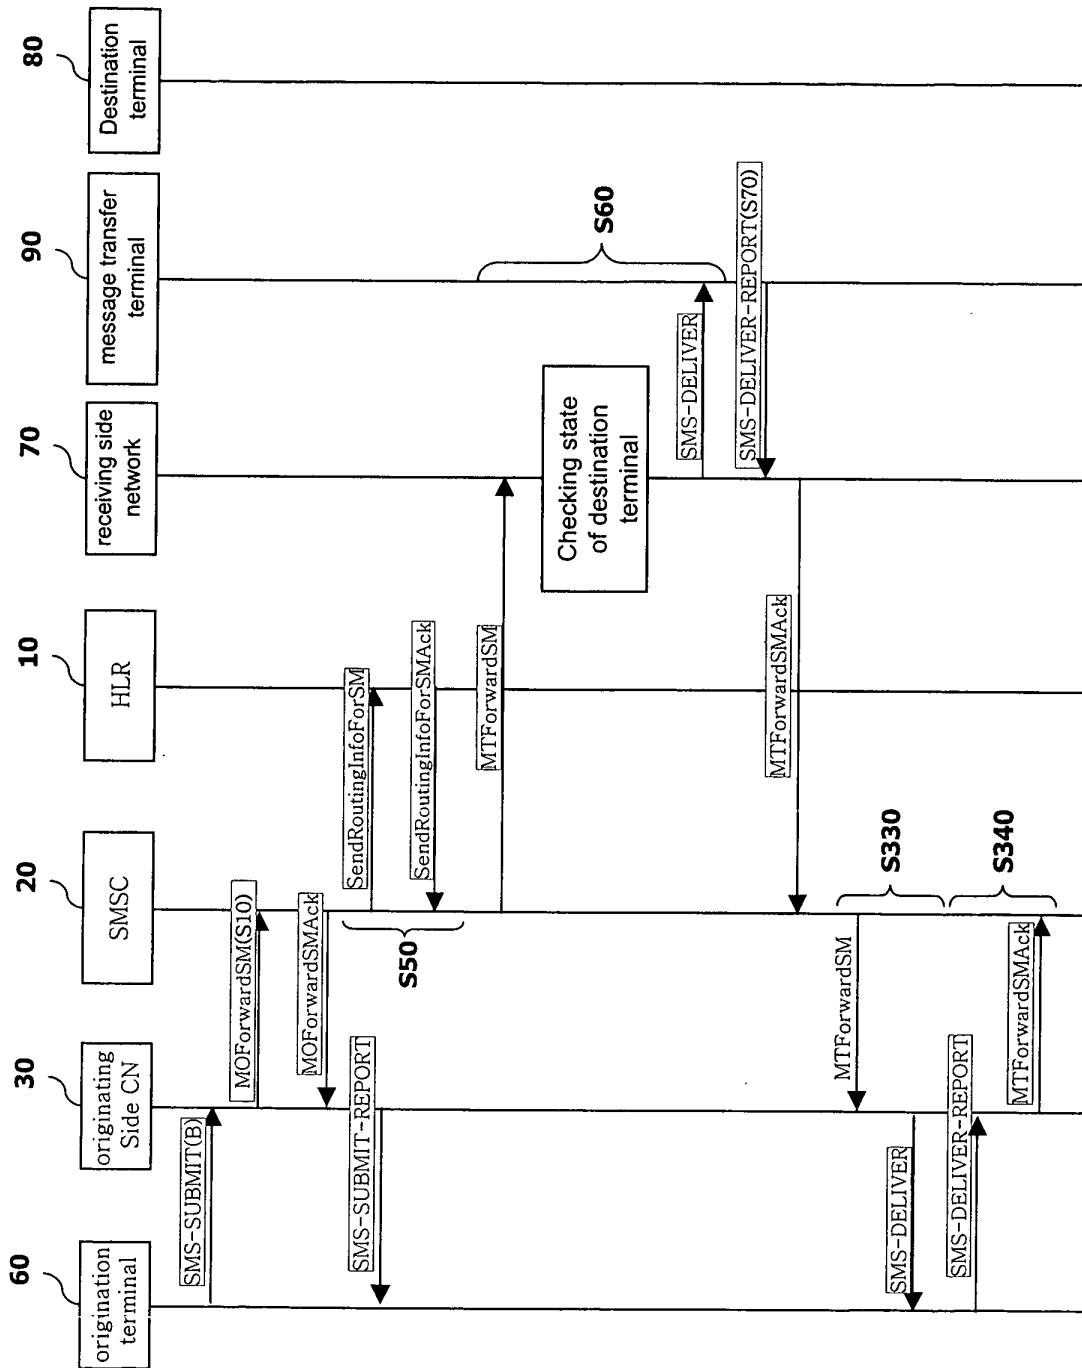 60
30
20
10
70
90
80
origination
terminal
originating
Side CN
SMSC
HLR
receiving side
network
message transfer
terminal
Destination
terminal
SMS-SUBMIT(B)
MOForwardSM(S10)
MOForwardSMAck
SMS-SUBMIT-REPORT
SendRoutingInfoForSM
SendRoutingInfoForSMAck
S50
MTForwardSM
Checking state
of destination
terminal
S60
SMS-DELIVER
SMS-DELIVER-REPORT(S70)
MTForwardSMAck
MTForwardSM
S330
SMS-DELIVER
SMS-DELIVER-REPORT
S340
MTForwardSMAck